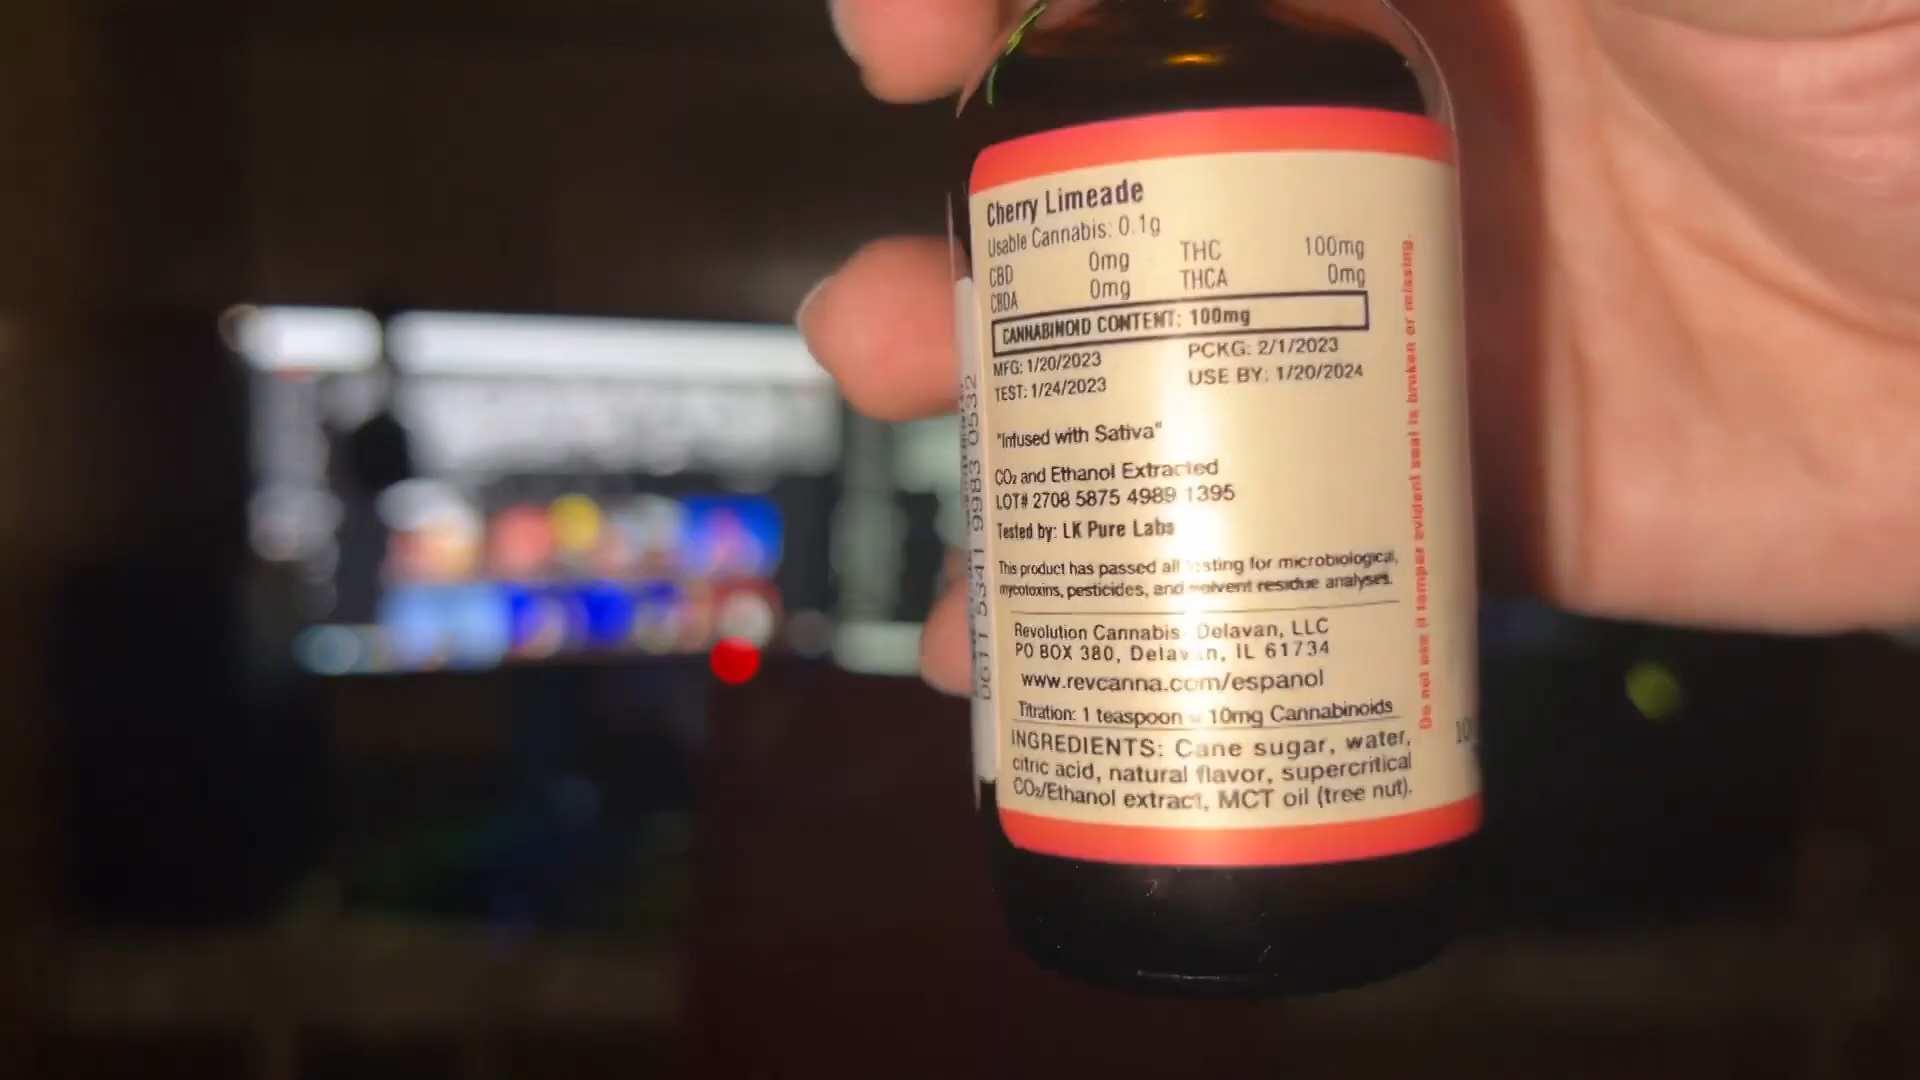 Cherry Limeade
Usable Cannabis: 0.1g
CBD 0mg THC 100mg
CBDA 0mg THCA 0mg
CANNABINOID CONTENT: 100mg
MFG: 1/20/2023 PCKG: 2/1/2023
TEST: 1/24/2023 USE BY: 1/20/2024
"Infused with Sativa"
CO₂ and Ethanol Extracted
LOT# 2708 5875 4989 1395
Tested by: LK Pure Labs
This product has passed all testing for microbiological,
mycotoxins, pesticides, and solvent residue analyses.
Revolution Cannabis- Delavan, LLC
PO BOX 380, Delavan, IL 61734
www.revcanna.com/espanol
Titration: 1 teaspoon = 10mg Cannabinoids
INGREDIENTS: Cane sugar, water,
citric acid, natural flavor, supercritical
CO₂/Ethanol extract, MCT oil (tree nut).
Do not use if tamper evident seal is broken or missing.
0611 5341 9983 0532